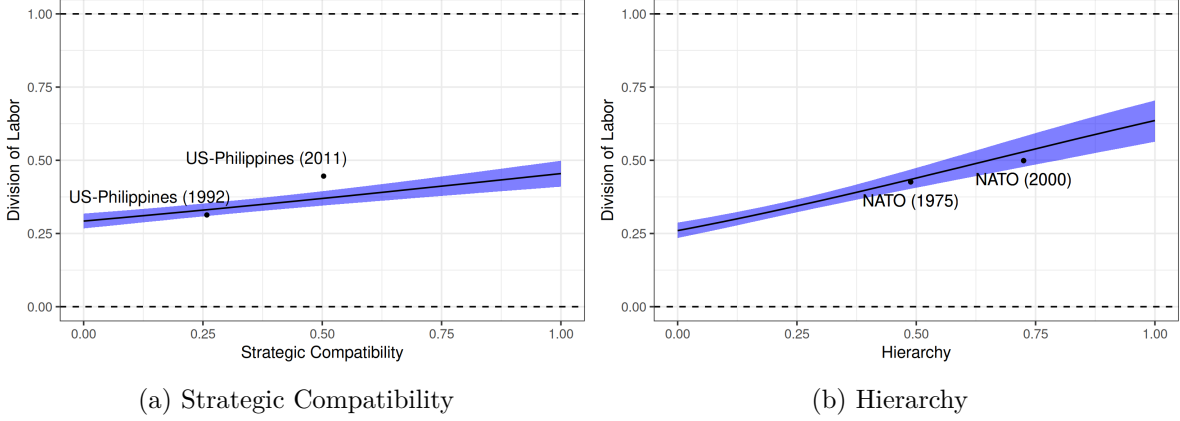 1.00
0.75
0.50
0.25
0.00
Division of Labor
US-Philippines (2011)
US-Philippines (1992)
0.00 0.25 0.50 0.75 1.00
Strategic Compatibility
(a) Strategic Compatibility
1.00
0.75
0.50
0.25
0.00
Division of Labor
NATO (2000)
NATO (1975)
0.00 0.25 0.50 0.75 1.00
Hierarchy
(b) Hierarchy